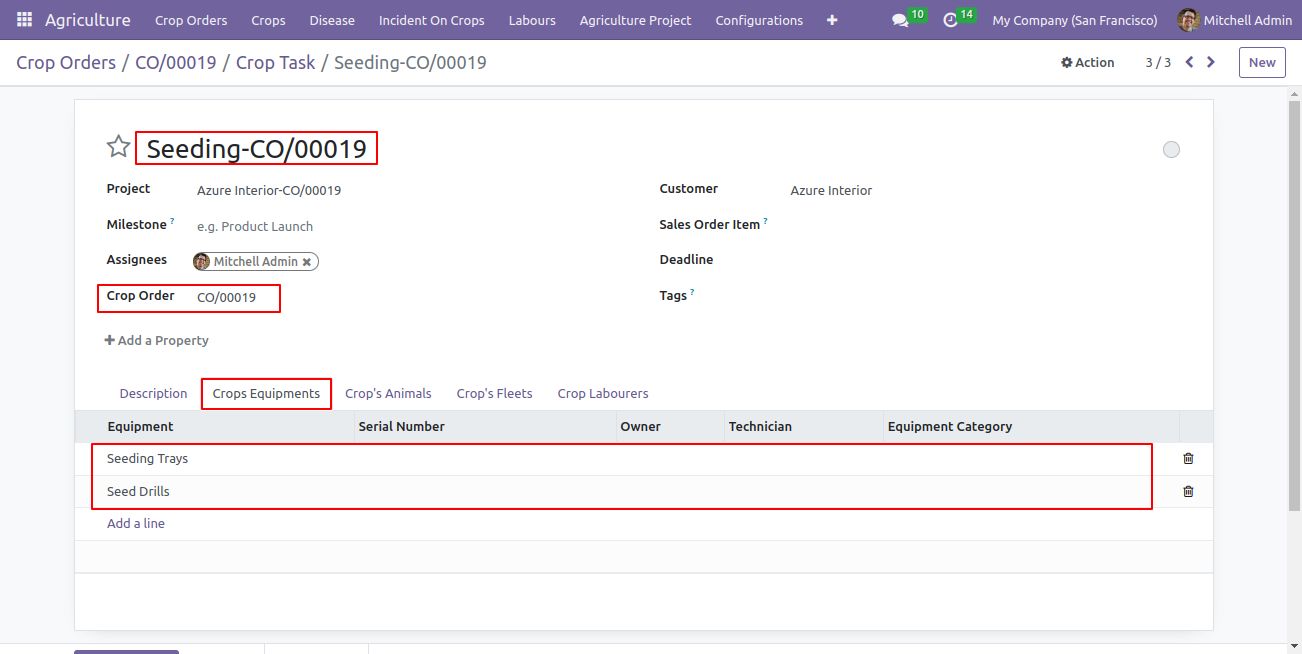 Agriculture Crop Orders Crops Disease Incident On Crops Labours Agriculture Project Configurations + 10 14 My Company (San Francisco) Mitchell Admin
Crop Orders / CO/00019 / Crop Task / Seeding-CO/00019 Action 3 / 3 New
Seeding-CO/00019
Project Azure Interior-CO/00019 Customer Azure Interior
Milestone ? e.g. Product Launch Sales Order Item ?
Assignees Mitchell Admin Deadline
Crop Order CO/00019 Tags ?
Add a Property
Description Crops Equipments Crop's Animals Crop's Fleets Crop Labourers
Equipment Serial Number Owner Technician Equipment Category
Seeding Trays
Seed Drills
Add a line